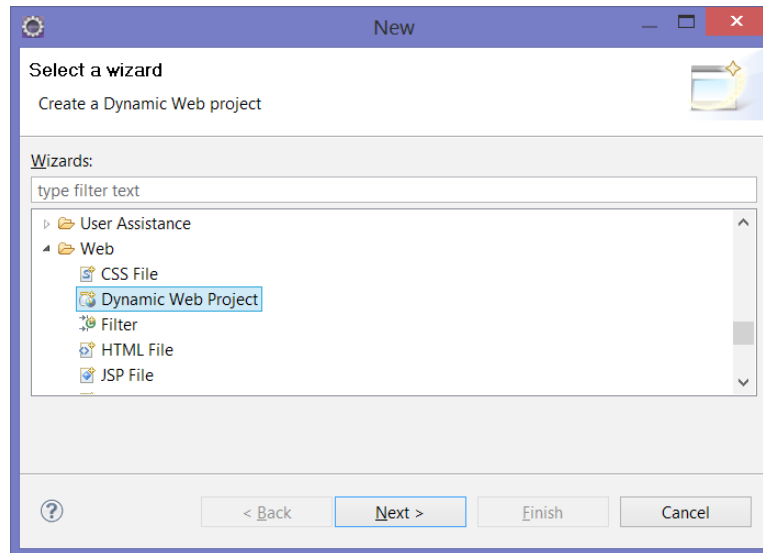 New
Select a wizard
Create a Dynamic Web project
Wizards:
type filter text
User Assistance
Web
CSS File
Dynamic Web Project
Filter
HTML File
JSP File
< Back Next > Finish Cancel